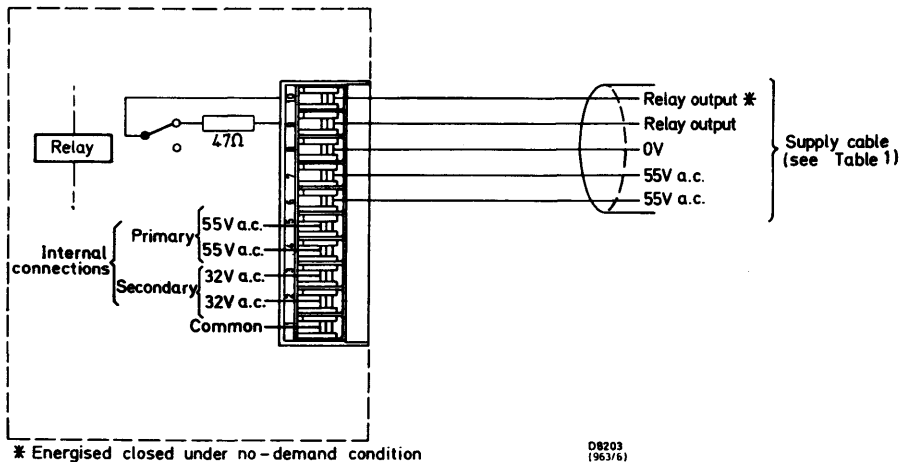 Relay
47Ω
Relay output *
Relay output
0V
55V a.c.
55V a.c.
Supply cable
(see Table 1)
Internal
connections
Primary
55V a.c.
55V a.c.
Secondary
32V a.c.
32V a.c.
Common
* Energised closed under no-demand condition
D8203
(963/6)